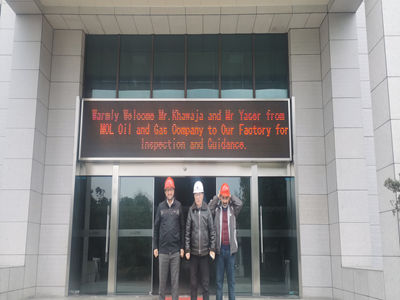 Warmly Welcome Mr.Khawaja and Mr Yaser from
MOL Oil and Gas Company to Our Factory for
Inspection and Guidance.